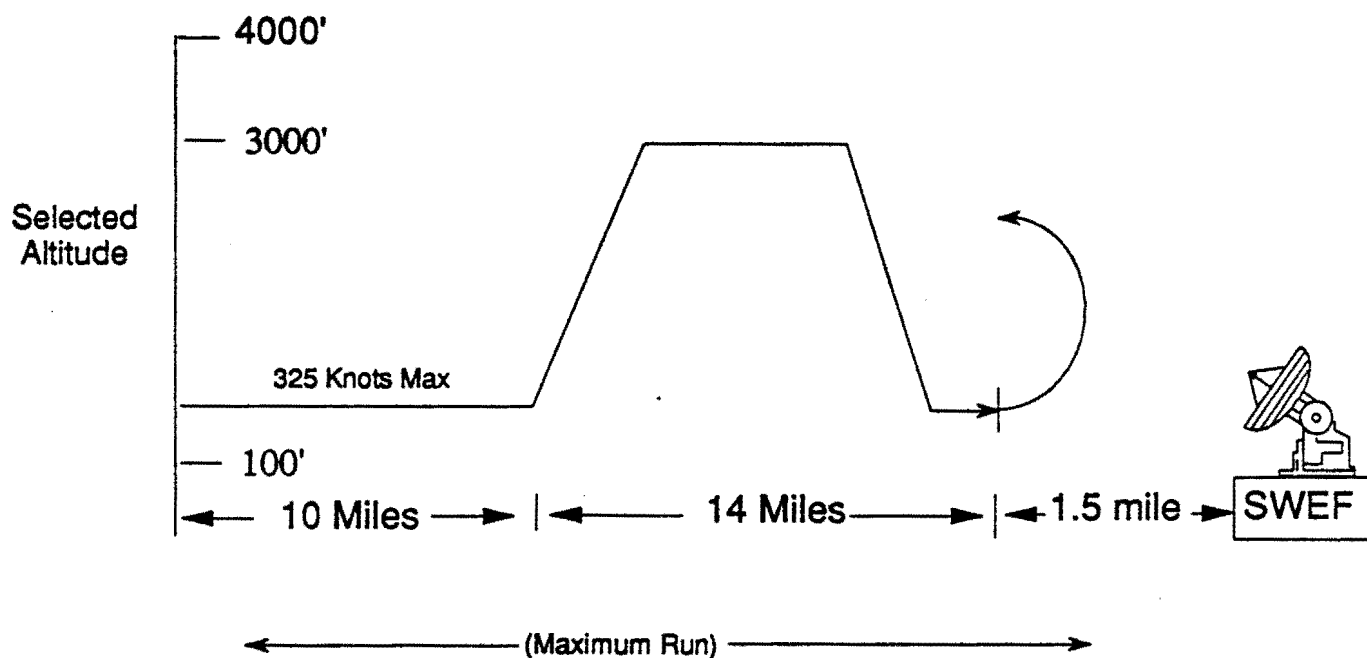 4000'
3000'
Selected
Altitude
325 Knots Max
100'
10 Miles
14 Miles
1.5 mile
SWEF
(Maximum Run)